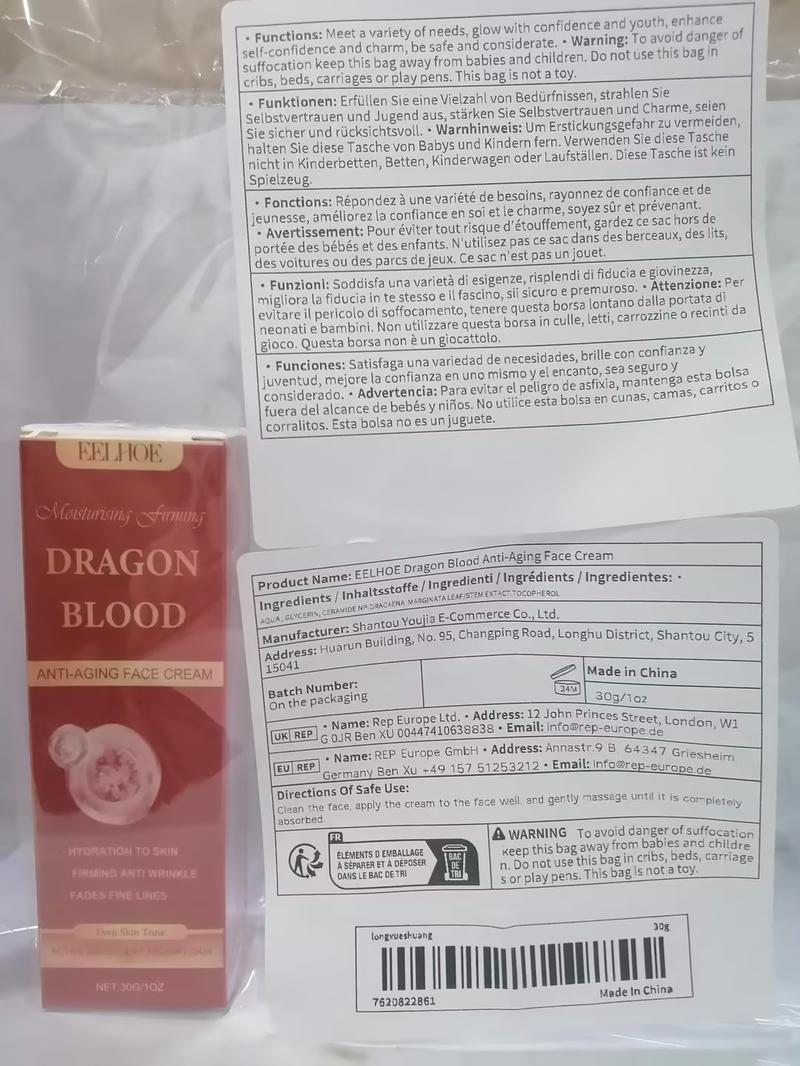 • Functions: Meet a variety of needs, glow with confidence and youth, enhance
self-confidence and charm, be safe and considerate. • Warning: To avoid danger of
suffocation keep this bag away from babies and children. Do not use this bag in
cribs, beds, carriages or play pens. This bag is not a toy.
• Funktionen: Erfüllen Sie eine Vielzahl von Bedürfnissen, strahlen Sie
Selbstvertrauen und Jugend aus, stärken Sie Selbstvertrauen und Charme, seien
Sie sicher und rücksichtsvoll. • Warnhinweis: Um Erstickungsgefahr zu vermeiden,
halten Sie diese Tasche von Babys und Kindern fern. Verwenden Sie diese Tasche
nicht in Kinderbetten, Betten, Kinderwagen oder Laufställen. Diese Tasche ist kein
Spielzeug.
• Fonctions: Répondez à une variété de besoins, rayonnez de confiance et de
jeunesse, améliorez la confiance en soi et le charme, soyez sûr et prévenant.
• Avertissement: Pour éviter tout risque d'étouffement, gardez ce sac hors de
portée des bébés et des enfants. N'utilisez pas ce sac dans des berceaux, des lits,
des voitures ou des parcs de jeux. Ce sac n'est pas un jouet.
• Funzioni: Soddisfa una varietà di esigenze, risplendi di fiducia e giovinezza,
migliora la fiducia in te stesso e il fascino, sii sicuro e premuroso. • Attenzione: Per
evitare il pericolo di soffocamento, tenere questa borsa lontano dalla portata di
neonati e bambini. Non utilizzare questa borsa in culle, letti, carrozzine o recinti da
gioco. Questa borsa non è un giocattolo.
• Funciones: Satisfaga una variedad de necesidades, brille con confianza y
juventud, mejore la confianza en uno mismo y el encanto, sea seguro y
considerado. • Advertencia: Para evitar el peligro de asfixia, mantenga esta bolsa
fuera del alcance de bebés y niños. No utilice esta bolsa en cunas, camas, carritos o
corralitos. Esta bolsa no es un juguete.
EELHOE
Moisturising Firming
DRAGON
BLOOD
ANTI-AGING FACE CREAM
· HYDRATION TO SKIN
FIRMING ANTI WRINKLE
FADES FINE LINES
Even Skin Tone
NET 30G/1OZ
Product Name: EELHOE Dragon Blood Anti-Aging Face Cream
Ingredients / Inhaltsstoffe / Ingredienti / Ingrédients / Ingredientes: •
AQUA, GLYCERIN, CERAMIDE NP,DRACAENA MARGINATA LEAF/STEM EXTACT,TOCOPHEROL
Manufacturer: Shantou Youjia E-Commerce Co., Ltd.
Address: Huarun Building, No. 95, Changping Road, Longhu District, Shantou City, 5
15041
Batch Number:
On the packaging
24M
Made in China
30g/1oz
UK REP • Name: Rep Europe Ltd. • Address: 12 John Princes Street, London, W1
G 0JR Ben XU 00447410638838 • Email: info@rep-europe.de
EU REP • Name: REP Europe GmbH • Address: Annastr.9 B 64347 Griesheim
Germany Ben Xu +49 157 51253212 • Email: info@rep-europe.de
Directions Of Safe Use:
Clean the face, apply the cream to the face well, and gently massage until it is completely
absorbed.
FR
ÉLÉMENTS D EMBALLAGE
À SÉPARER ET À DÉPOSER
DANS LE BAC DE TRI
BAC
DE
TRI
WARNING To avoid danger of suffocation
keep this bag away from babies and childre
n. Do not use this bag in cribs, beds, carriage
s or play pens. This bag is not a toy.
longxueshuang 30g
7620822861 Made In China